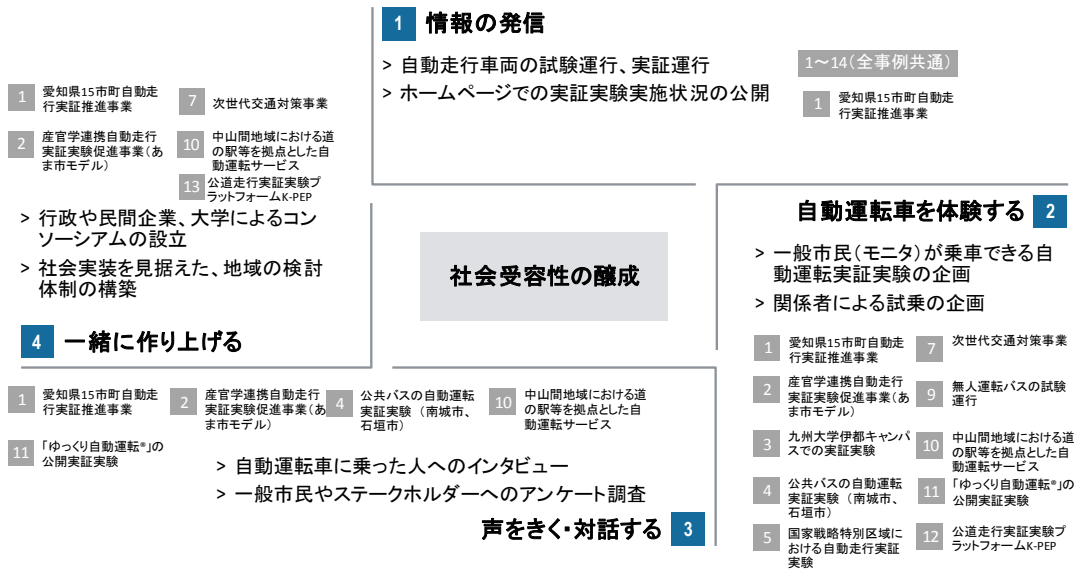 1 情報の発信
> 自動走行車両の試験運行、実証運行
> ホームページでの実証実験実施状況の公開
1～14(全事例共通)
1 愛知県15市町自動走
行実証推進事業
1 愛知県15市町自動走
行実証推進事業
7 次世代交通対策事業
2 産官学連携自動走行
実証実験促進事業(あ
ま市モデル)
10 中山間地域における道
の駅等を拠点とした自
動運転サービス
13 公道走行実証実験プ
ラットフォームK-PEP
> 行政や民間企業、大学によるコン
ソーシアムの設立
> 社会実装を見据えた、地域の検討
体制の構築
4 一緒に作り上げる
社会受容性の醸成
自動運転車を体験する 2
> 一般市民(モニタ)が乗車できる自
動運転実証実験の企画
> 関係者による試乗の企画
1 愛知県15市町自動走
行実証推進事業
7 次世代交通対策事業
2 産官学連携自動走行
実証実験促進事業(あ
ま市モデル)
9 無人運転バスの試験
運行
3 九州大学伊都キャンパ
スでの実証実験
10 中山間地域における道
の駅等を拠点とした自
動運転サービス
4 公共バスの自動運転
実証実験（南城市、
石垣市）
11 「ゆっくり自動運転®」の
公開実証実験
5 国家戦略特別区域に
おける自動走行実証
実験
12 公道走行実証実験プ
ラットフォームK-PEP
1 愛知県15市町自動走
行実証推進事業
2 産官学連携自動走行
実証実験促進事業(あ
ま市モデル)
4 公共バスの自動運転
実証実験（南城市、
石垣市）
10 中山間地域における道
の駅等を拠点とした自
動運転サービス
11 「ゆっくり自動運転®」の
公開実証実験
> 自動運転車に乗った人へのインタビュー
> 一般市民やステークホルダーへのアンケート調査
声をきく・対話する 3